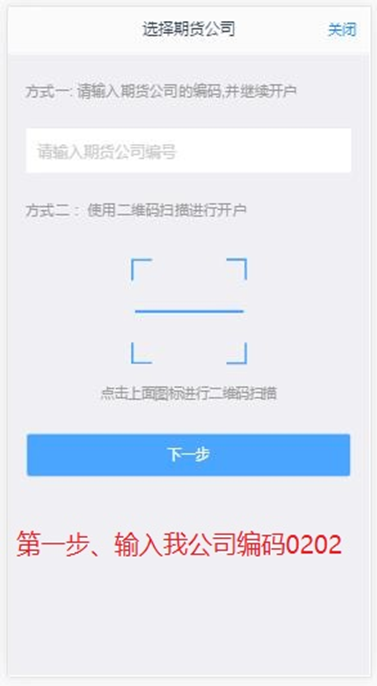 选择期货公司 关闭
方式一: 请输入期货公司的编码,并继续开户
请输入期货公司编号
方式二： 使用二维码扫描进行开户
点击上面图标进行二维码扫描
下一步
第一步、输入我公司编码0202